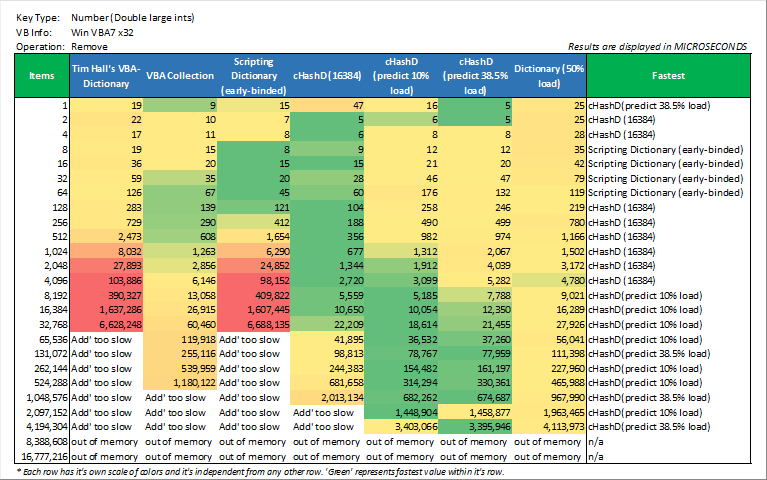 Key Type: Number (Double large ints)
VB Info: Win VBA7 x32
Operation: Remove Results are displayed in MICROSECONDS
Items Tim Hall's VBA-Dictionary VBA Collection Scripting Dictionary (early-binded) cHashD (16384) cHashD (predict 10% load) cHashD (predict 38.5% load) Dictionary (50% load) Fastest
1 19 9 15 47 16 5 25 cHashD(predict 38.5% load)
2 22 10 7 5 6 5 25 cHashD (16384)
4 17 11 8 6 8 8 28 cHashD (16384)
8 19 15 8 9 12 12 35 Scripting Dictionary (early-binded)
16 36 20 15 15 21 20 42 Scripting Dictionary (early-binded)
32 59 35 20 28 46 47 79 Scripting Dictionary (early-binded)
64 126 67 45 60 176 132 119 Scripting Dictionary (early-binded)
128 283 139 121 104 258 246 219 cHashD (16384)
256 729 290 412 188 490 499 780 cHashD (16384)
512 2,473 608 1,654 356 982 974 1,166 cHashD (16384)
1,024 8,032 1,263 6,290 677 1,312 2,067 1,502 cHashD (16384)
2,048 27,893 2,856 24,852 1,344 1,912 4,039 3,172 cHashD (16384)
4,096 103,886 6,146 98,152 2,720 3,099 5,282 4,780 cHashD (16384)
8,192 390,327 13,058 409,822 5,559 5,185 7,788 9,021 cHashD(predict 10% load)
16,384 1,637,286 26,915 1,607,445 10,650 10,054 12,350 16,289 cHashD(predict 10% load)
32,768 6,628,248 60,460 6,688,135 22,209 18,614 21,455 27,926 cHashD(predict 10% load)
65,536 Add' too slow 119,918 Add' too slow 41,895 36,532 37,260 56,041 cHashD(predict 10% load)
131,072 Add' too slow 255,116 Add' too slow 98,813 78,767 77,959 111,398 cHashD(predict 38.5% load)
262,144 Add' too slow 539,959 Add' too slow 244,383 154,482 161,197 227,960 cHashD(predict 10% load)
524,288 Add' too slow 1,180,122 Add' too slow 681,658 314,294 330,361 465,988 cHashD(predict 10% load)
1,048,576 Add' too slow Add' too slow Add' too slow 2,013,134 682,262 674,687 967,990 cHashD(predict 38.5% load)
2,097,152 Add' too slow Add' too slow Add' too slow Add' too slow 1,448,904 1,458,877 1,963,465 cHashD(predict 10% load)
4,194,304 Add' too slow Add' too slow Add' too slow Add' too slow 3,403,066 3,395,946 4,113,973 cHashD(predict 38.5% load)
8,388,608 out of memory out of memory out of memory out of memory out of memory out of memory out of memory n/a
16,777,216 out of memory out of memory out of memory out of memory out of memory out of memory out of memory n/a
* Each row has it's own scale of colors and it's independent from any other row. 'Green' represents fastest value within it's row.